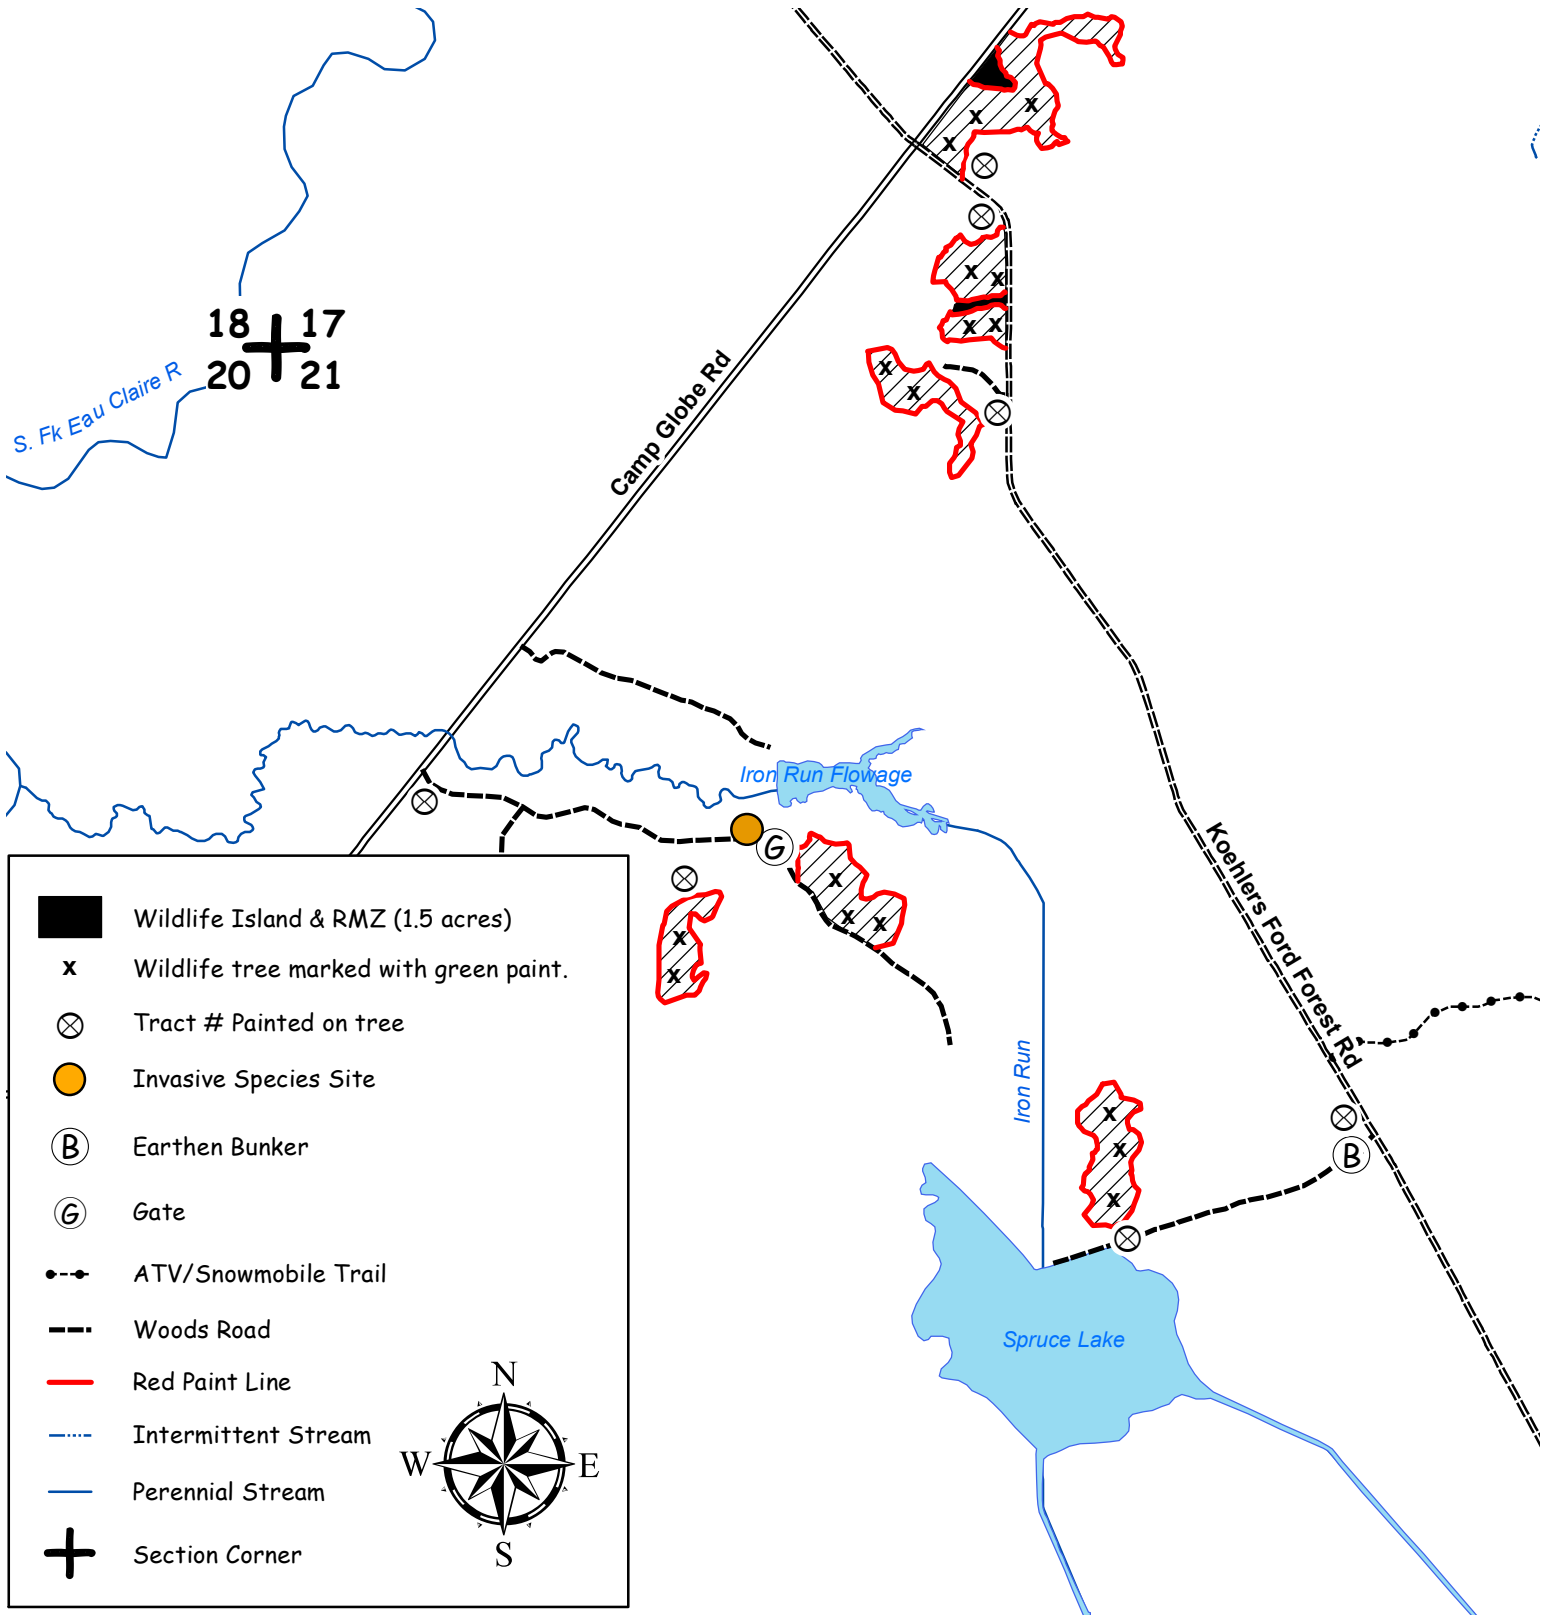 18 17
20 21
S. Fk Eau Claire R
Camp Globe Rd
x
x
x
x
x
x
x
x
x
Iron Run Flowage
G
x
x
x
x
x
Koehlers Ford Forest Rd
Iron Run
x
x
x
B
Spruce Lake
Wildlife Island & RMZ (1.5 acres)
x Wildlife tree marked with green paint.
Tract # Painted on tree
Invasive Species Site
B Earthen Bunker
G Gate
ATV/Snowmobile Trail
Woods Road
Red Paint Line
Intermittent Stream
Perennial Stream
Section Corner
N
W E
S